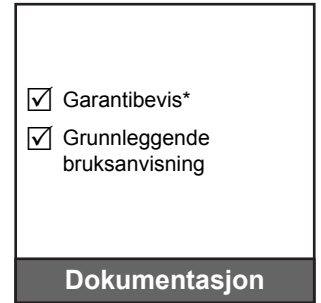 ☑ Garantibevis*
☑ Grunnleggende
bruksanvisning
Dokumentasjon